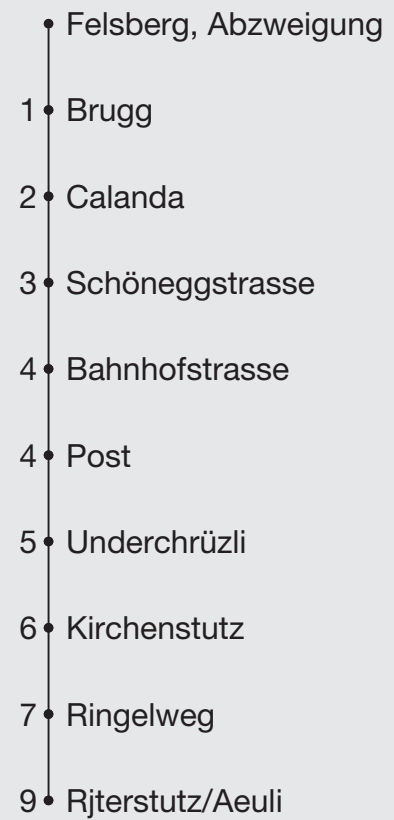 Felsberg, Abzweigung
1 Brugg
2 Calanda
3 Schöneggstrasse
4 Bahnhofstrasse
4 Post
5 Underchrüzli
6 Kirchenstutz
7 Ringelweg
9 Rjterstutz/Aeuli